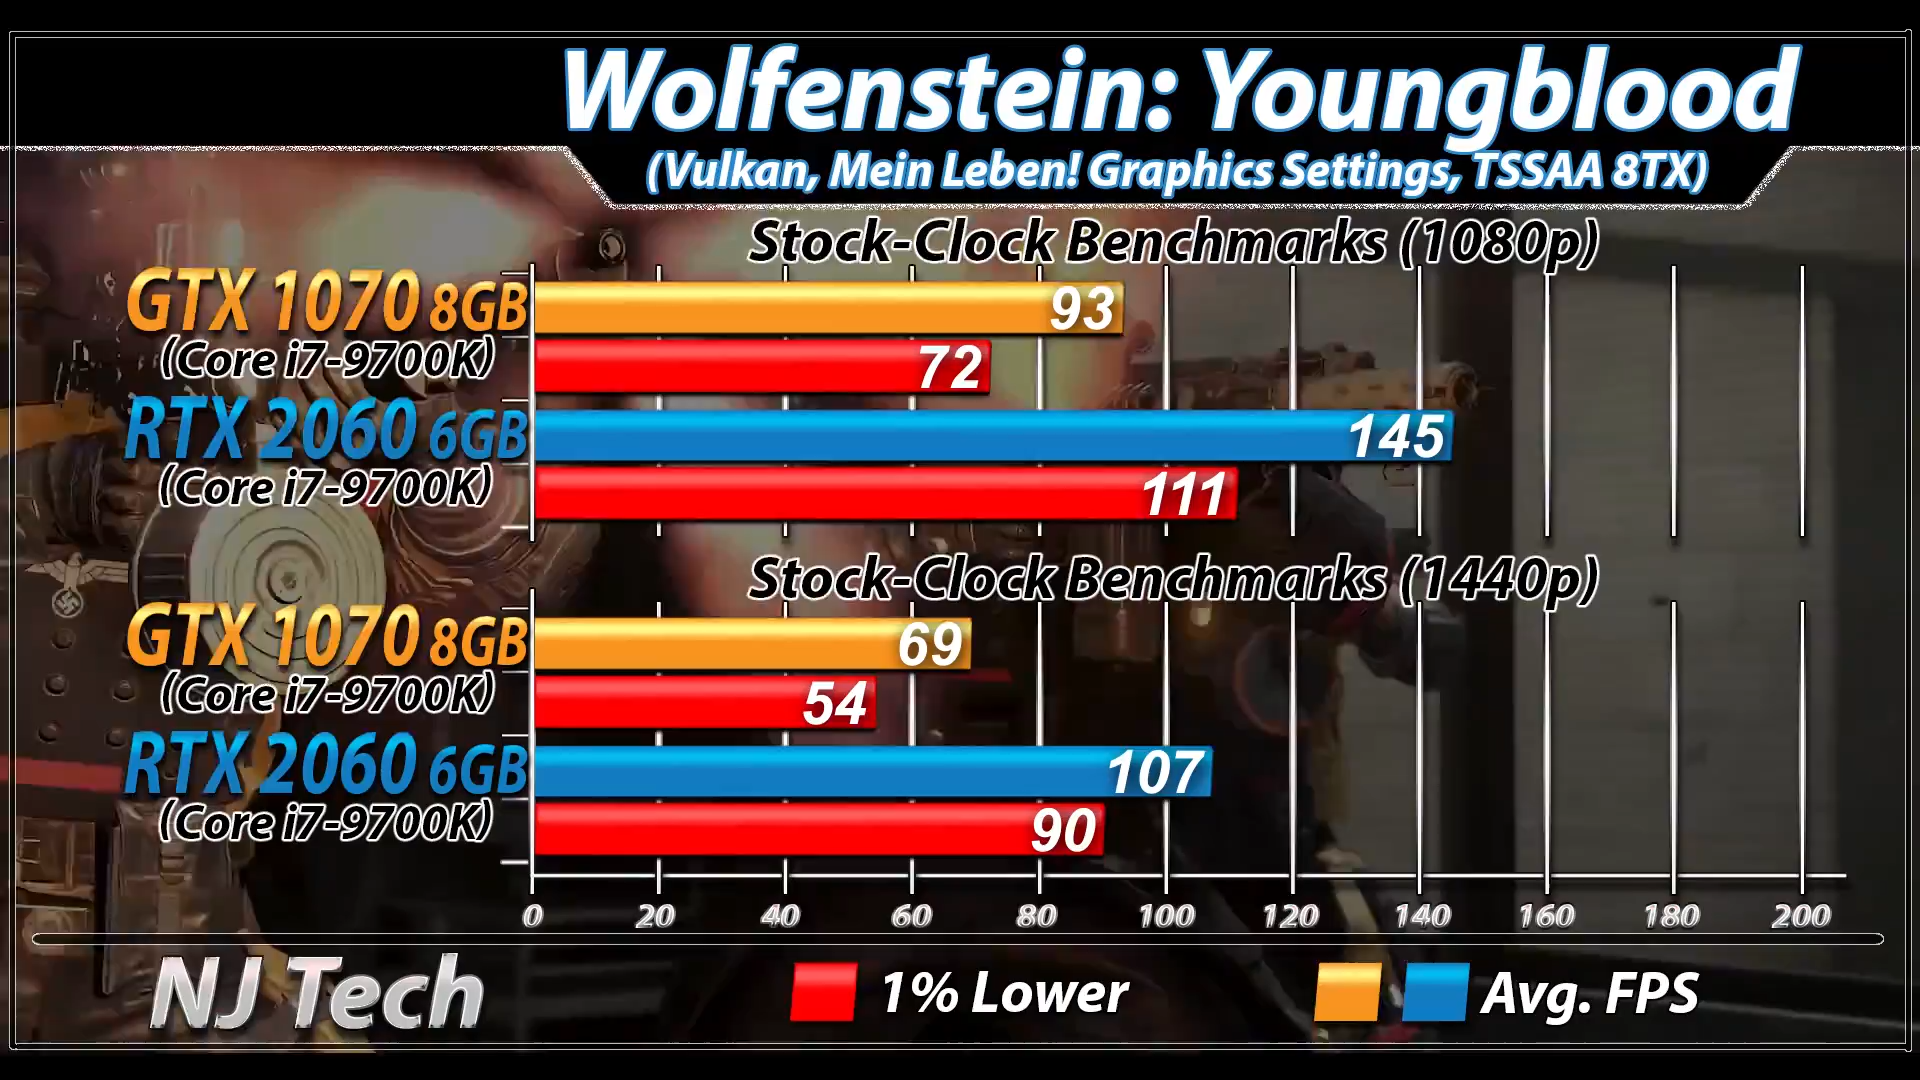 Wolfenstein: Youngblood
(Vulkan, Mein Leben! Graphics Settings, TSSAA 8TX)
Stock-Clock Benchmarks (1080p)
GTX 1070 8GB
(Core i7-9700K)
93
72
RTX 2060 6GB
(Core i7-9700K)
145
111
Stock-Clock Benchmarks (1440p)
GTX 1070 8GB
(Core i7-9700K)
69
54
RTX 2060 6GB
(Core i7-9700K)
107
90
0 20 40 60 80 100 120 140 160 180 200
NJ Tech 1% Lower Avg. FPS